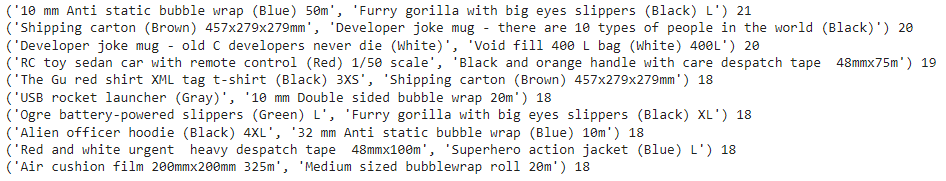 ('10 mm Anti static bubble wrap (Blue) 50m', 'Furry gorilla with big eyes slippers (Black) L') 21
('Shipping carton (Brown) 457x279x279mm', 'Developer joke mug - there are 10 types of people in the world (Black)') 20
('Developer joke mug - old C developers never die (White)', 'Void fill 400 L bag (White) 400L') 20
('RC toy sedan car with remote control (Red) 1/50 scale', 'Black and orange handle with care despatch tape  48mmx75m') 19
('The Gu red shirt XML tag t-shirt (Black) 3XS', 'Shipping carton (Brown) 457x279x279mm') 18
('USB rocket launcher (Gray)', '10 mm Double sided bubble wrap 20m') 18
('Ogre battery-powered slippers (Green) L', 'Furry gorilla with big eyes slippers (Black) XL') 18
('Alien officer hoodie (Black) 4XL', '32 mm Anti static bubble wrap (Blue) 10m') 18
('Red and white urgent  heavy despatch tape  48mmx100m', 'Superhero action jacket (Blue) L') 18
('Air cushion film 200mmx200mm 325m', 'Medium sized bubblewrap roll 20m') 18